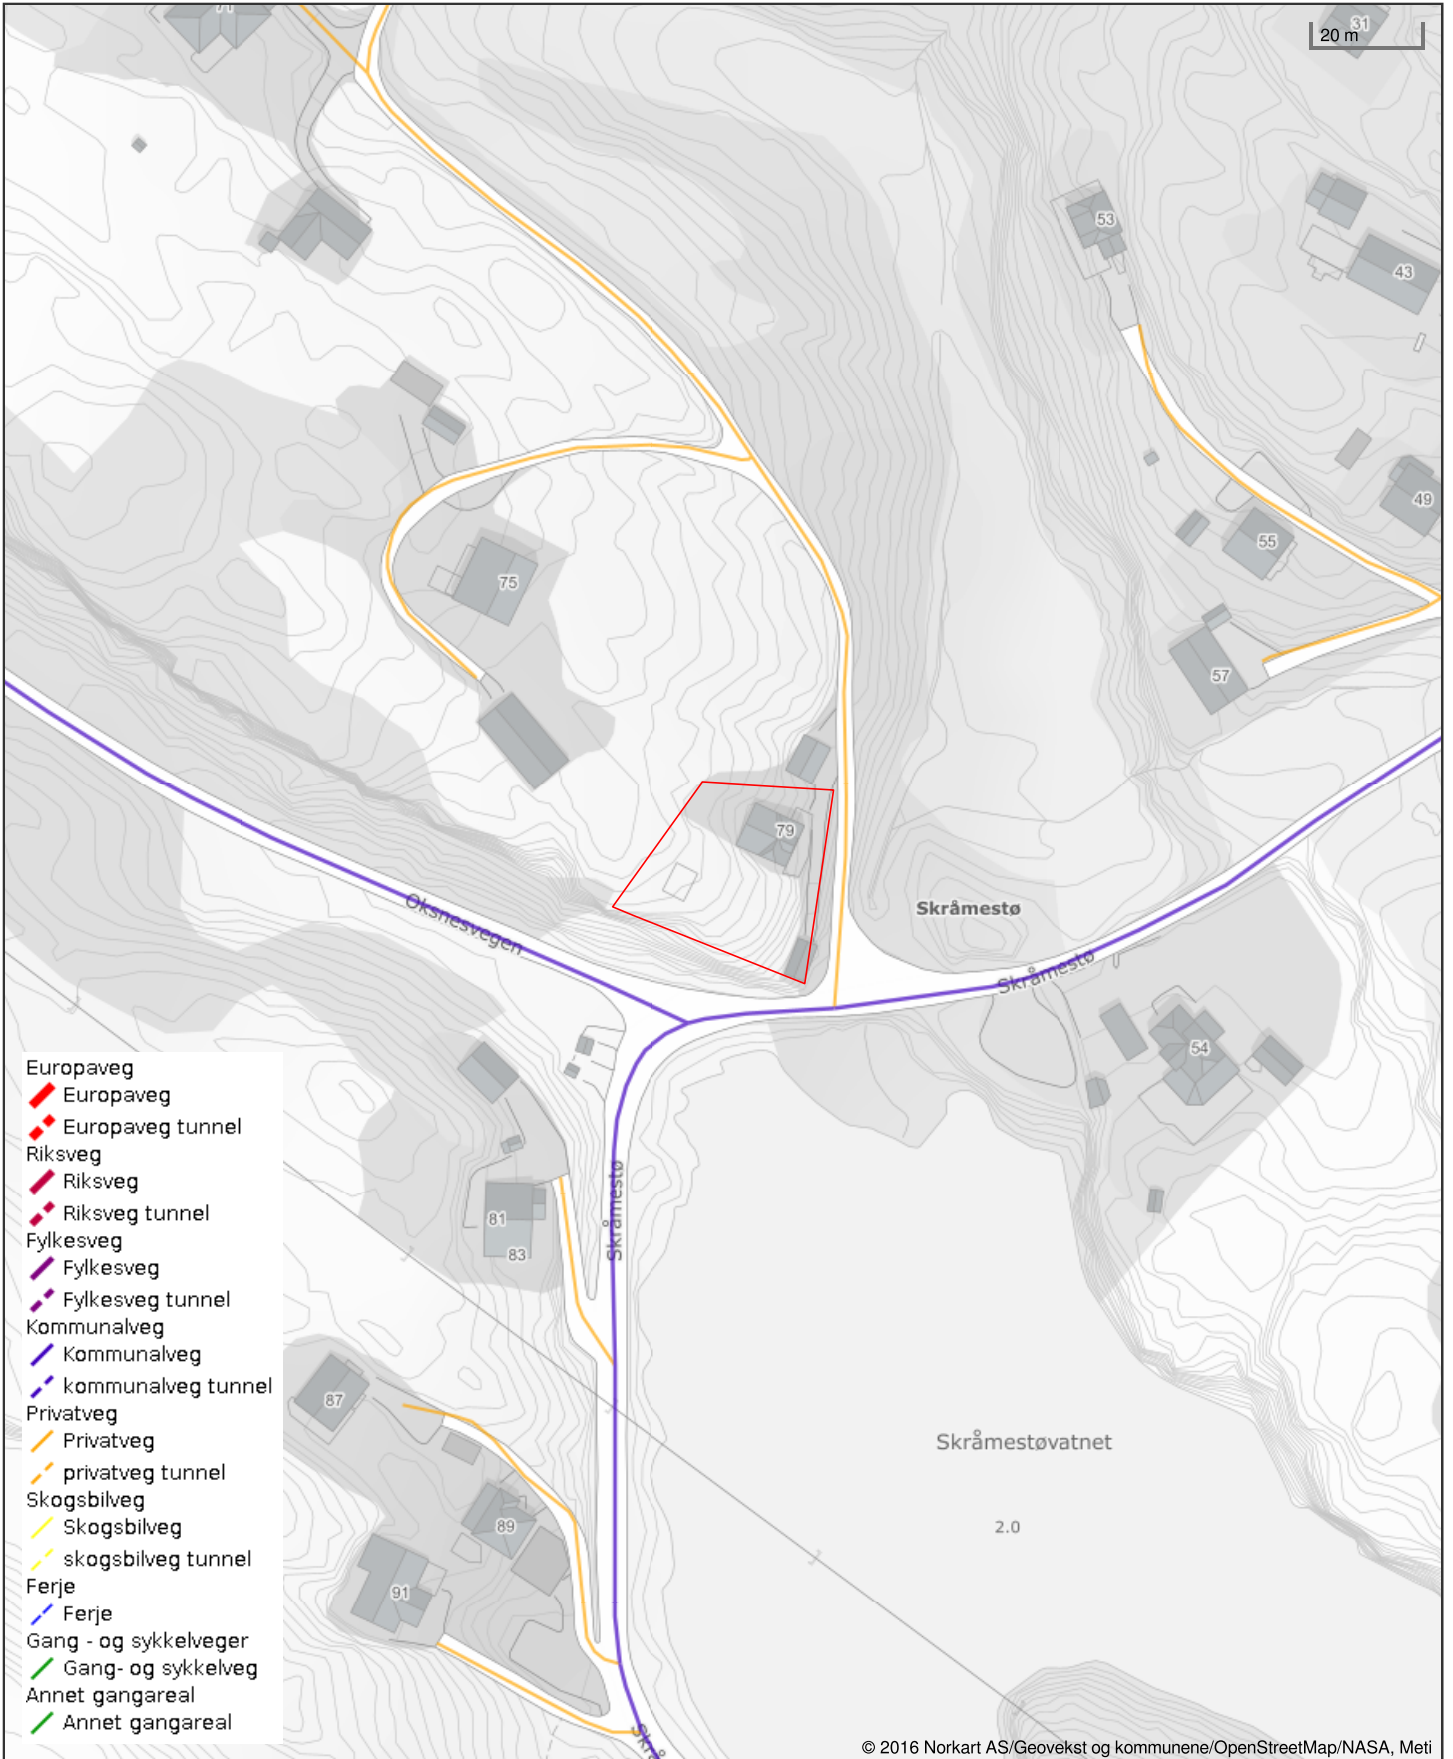 71
31
20 m
53
43
49
55
75
57
79
Oksnesvegen
Skråmestø
Skråmestø
54
Skråmestø
81
83
87
89
91
Skråmestøvatnet
2.0
Europaveg
Europaveg
Europaveg tunnel
Riksveg
Riksveg
Riksveg tunnel
Fylkesveg
Fylkesveg
Fylkesveg tunnel
Kommunalveg
Kommunalveg
kommunalveg tunnel
Privatveg
Privatveg
privatveg tunnel
Skogsbilveg
Skogsbilveg
skogsbilveg tunnel
Ferje
Ferje
Gang - og sykkelveger
Gang- og sykkelveg
Annet gangareal
Annet gangareal
Skrå
© 2016 Norkart AS/Geovekst og kommunene/OpenStreetMap/NASA, Meti